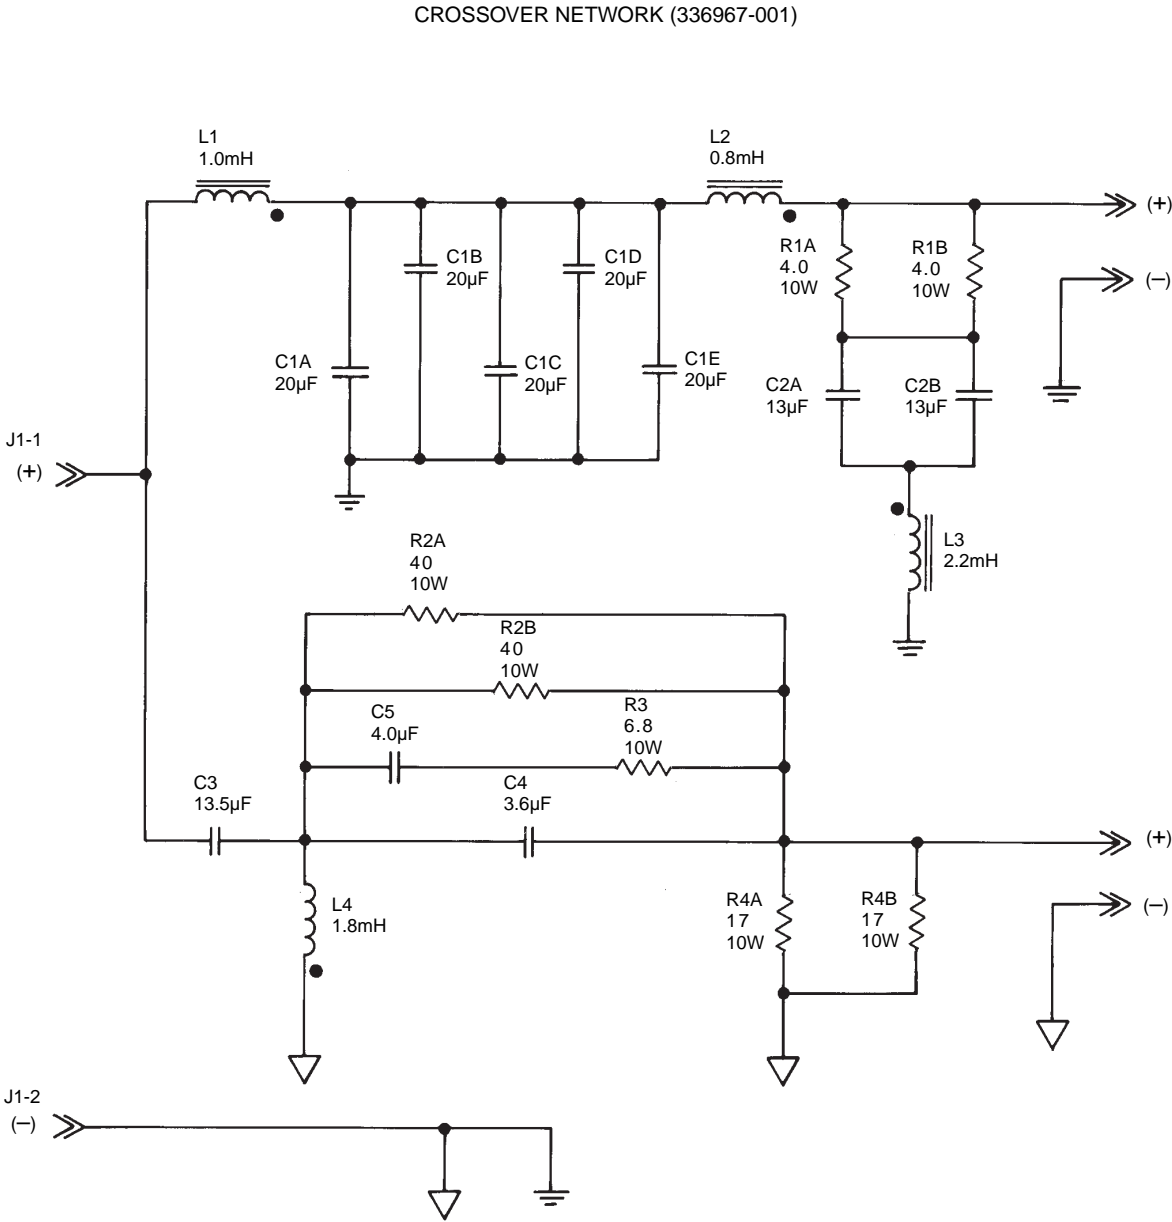 CROSSOVER NETWORK (336967-001)
L1
1.0mH
L2
0.8mH
(+)
R1A
4.0
10W
R1B
4.0
10W
(–)
C1B
20µF
C1D
20µF
C1A
20µF
C1C
20µF
C1E
20µF
C2A
13µF
C2B
13µF
J1-1
(+)
L3
2.2mH
R2A
40
10W
R2B
40
10W
C5
4.0µF
R3
6.8
10W
C3
13.5µF
C4
3.6µF
(+)
L4
1.8mH
R4A
17
10W
R4B
17
10W
(–)
J1-2
(–)